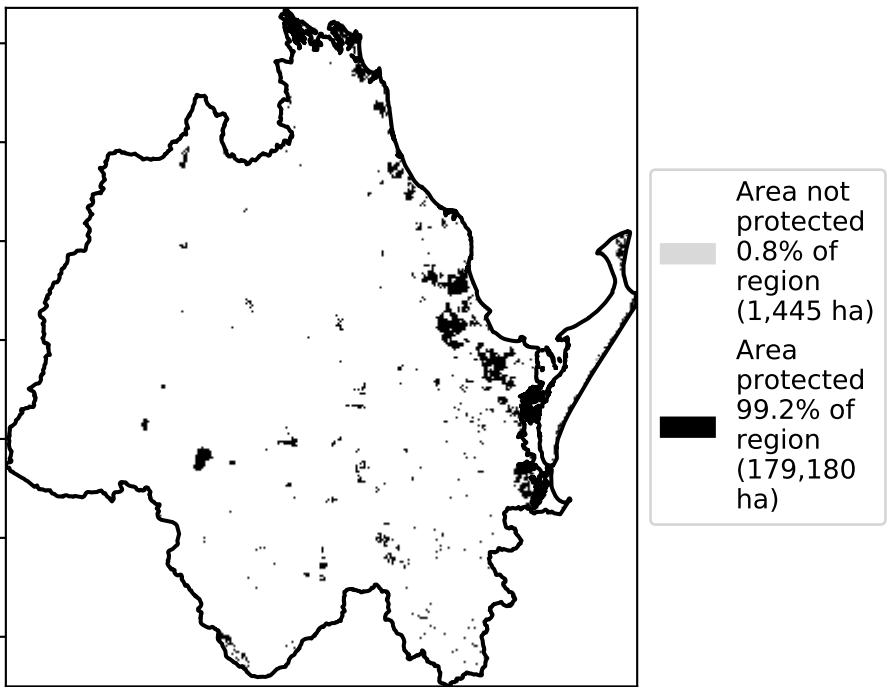 Area not
protected
0.8% of
region
(1,445 ha)
Area
protected
99.2% of
region
(179,180
ha)